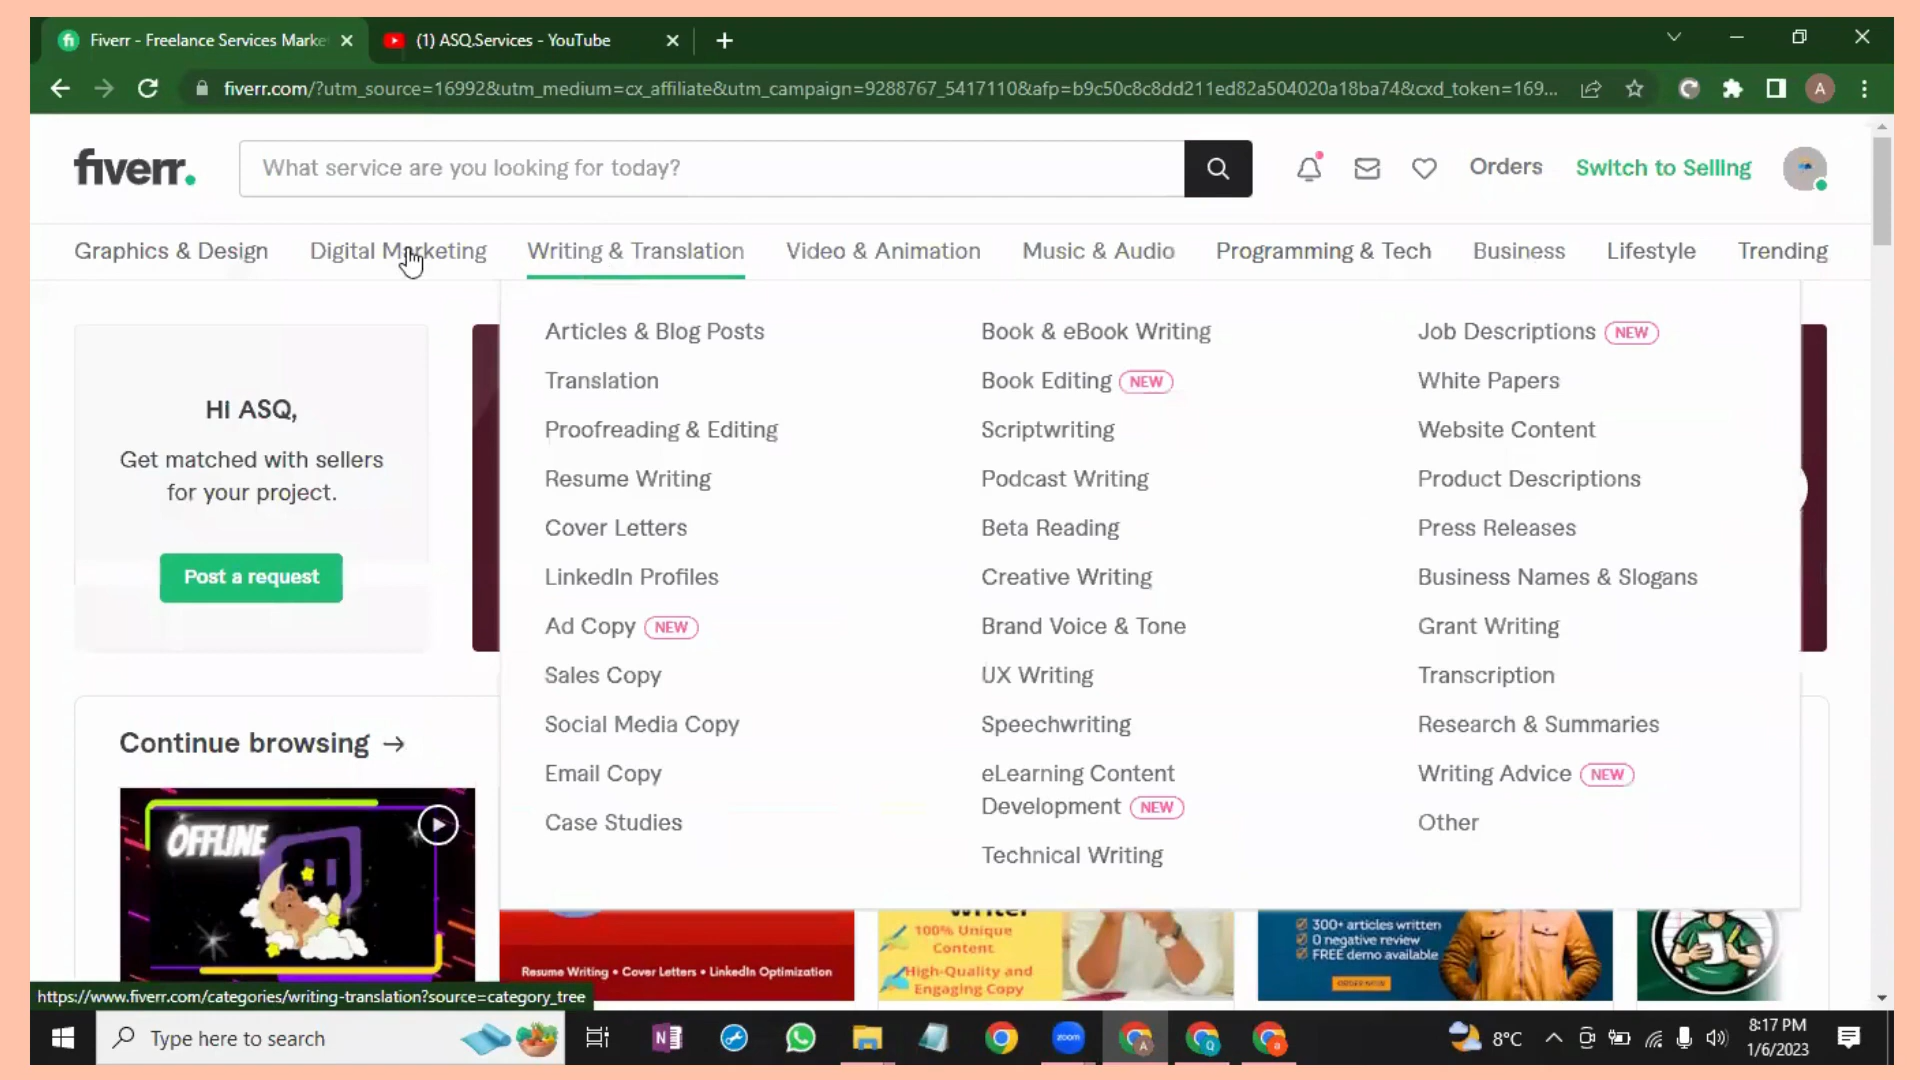 Fiverr - Freelance Services Marke
(1) ASQ.Services - YouTube
fiverr.com/?utm_source=16992&utm_medium=cx_affiliate&utm_campaign=9288767_5417110&afp=b9c50c8c8dd211ed82a504020a18ba74&cxd_token=169...
A
fiverr.
What service are you looking for today?
Orders
Switch to Selling
Graphics & Design
Digital Marketing
Writing & Translation
Video & Animation
Music & Audio
Programming & Tech
Business
Lifestyle
Trending
Hi ASQ,
Get matched with sellers
for your project.
Post a request
Articles & Blog Posts
Translation
Proofreading & Editing
Resume Writing
Cover Letters
LinkedIn Profiles
Ad Copy NEW
Sales Copy
Social Media Copy
Email Copy
Case Studies
Book & eBook Writing
Book Editing NEW
Scriptwriting
Podcast Writing
Beta Reading
Creative Writing
Brand Voice & Tone
UX Writing
Speechwriting
eLearning Content
Development NEW
Technical Writing
Job Descriptions NEW
White Papers
Website Content
Product Descriptions
Press Releases
Business Names & Slogans
Grant Writing
Transcription
Research & Summaries
Writing Advice NEW
Other
Continue browsing →
OFFLINE
Resume Writing • Cover Letters • LinkedIn Optimization
100% Unique
Content
High-Quality and
Engaging Copy
300+ articles written
0 negative review
FREE demo available
ORDER NOW
https://www.fiverr.com/categories/writing-translation?source=category_tree
Type here to search
zoom
8°C
8:17 PM
1/6/2023